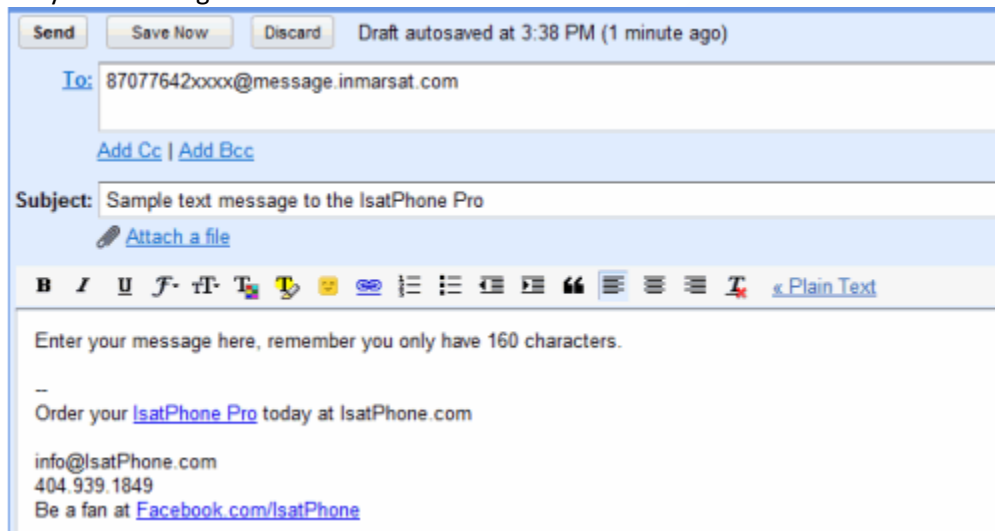 Send Save Now Discard Draft autosaved at 3:38 PM (1 minute ago)
To: 87077642xxxx@message.inmarsat.com
Add Cc | Add Bcc
Subject: Sample text message to the IsatPhone Pro
Attach a file
B I U « Plain Text
Enter your message here, remember you only have 160 characters.
--
Order your IsatPhone Pro today at IsatPhone.com
info@IsatPhone.com
404.939.1849
Be a fan at Facebook.com/IsatPhone